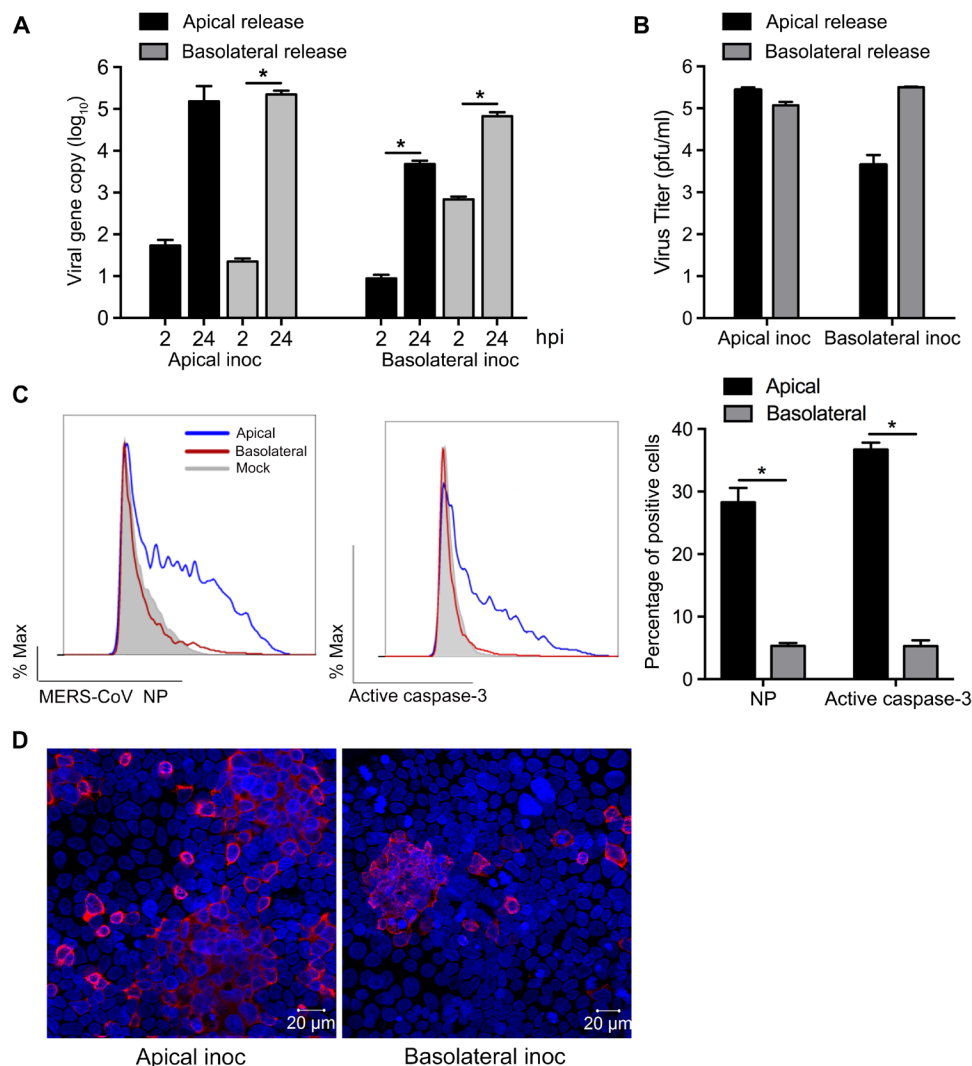 A
Apical release
Basolateral release
Viral gene copy (log10)
6
5
4
3
2
1
0
*
*
*
2 24 2 24 2 24 2 24 hpi
Apical inoc Basolateral inoc
B
Apical release
Basolateral release
Virus Titer (pfu/ml)
6
5
4
3
2
1
0
Apical inoc Basolateral inoc
C
Apical
Basolateral
Mock
% Max
MERS-CoV NP
% Max
Active caspase-3
Apical
Basolateral
Percentage of positive cells
40
30
20
10
0
*
*
NP Active caspase-3
D
20 µm
20 µm
Apical inoc Basolateral inoc